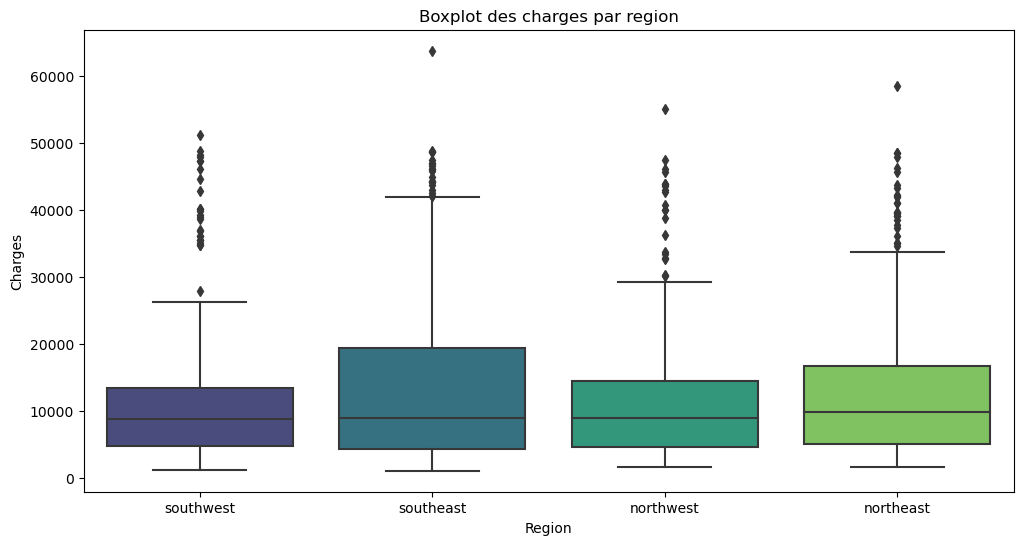 Boxplot des charges par region
60000
50000
40000
30000
20000
10000
0
Charges
southwest southeast northwest northeast
Region